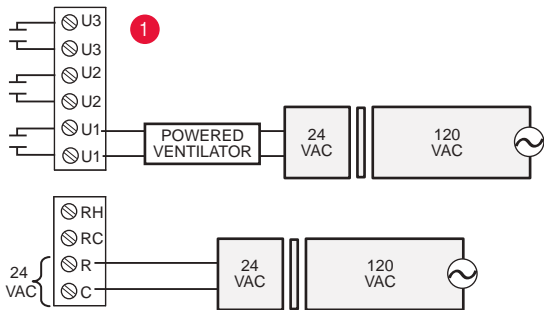 U3
1
U3
U2
U2
U1
U1
POWERED
VENTILATOR
24
VAC
120
VAC
RH
RC
R
C
24
VAC
24
VAC
120
VAC